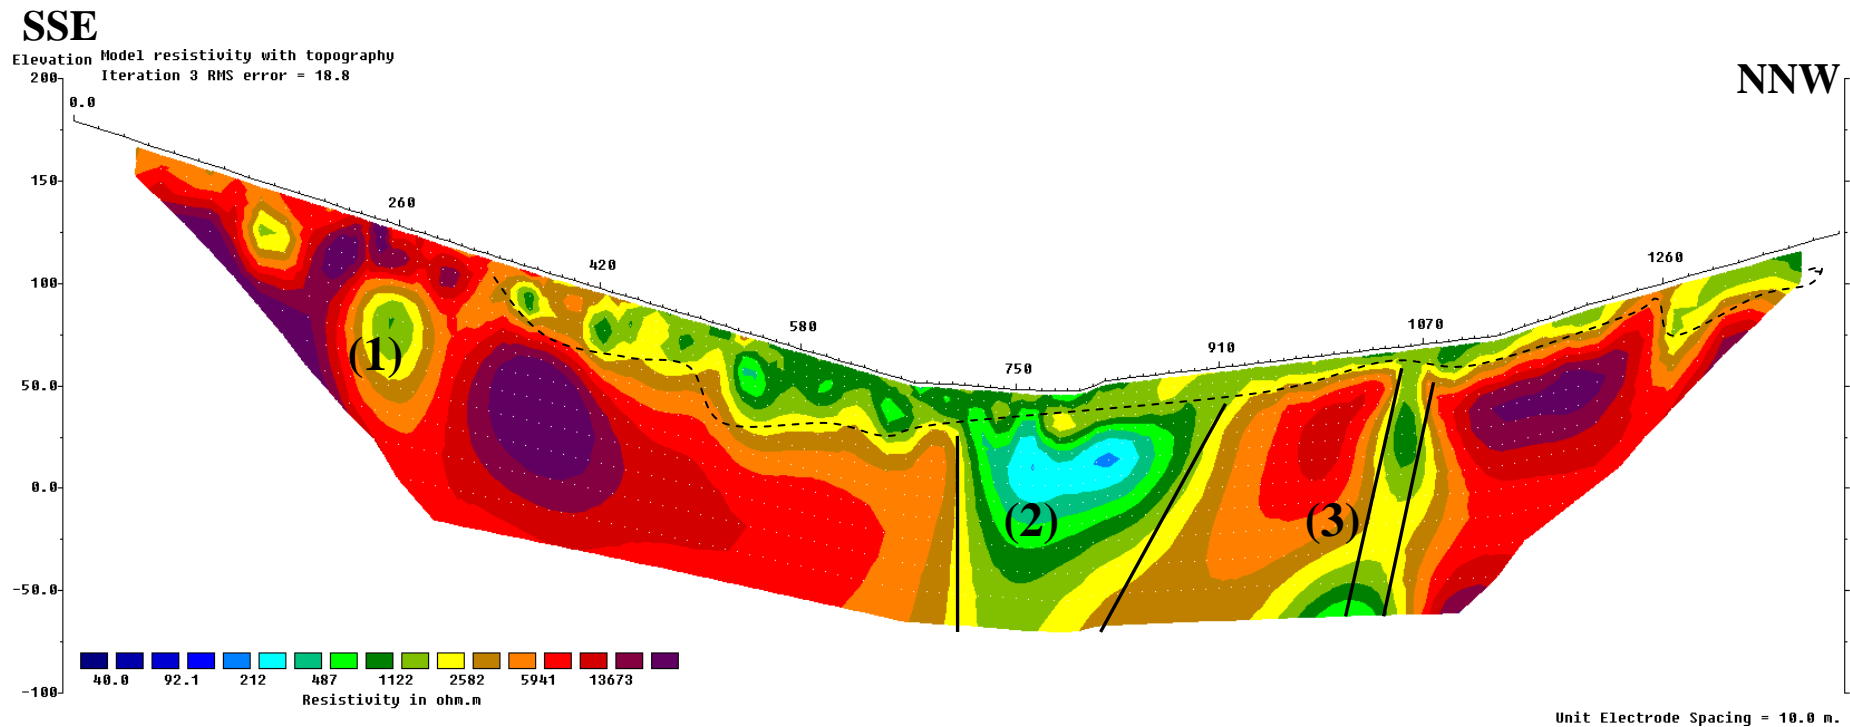 SSE
Elevation Model resistivity with topography
Iteration 3 RMS error = 18.8
NNW
200
0.0
150
260
100
420
1260
580
1070
910
750
(1)
50.0
0.0
(2)
(3)
-50.0
-100
40.0 92.1 212 487 1122 2582 5941 13673
Resistivity in ohm.m
Unit Electrode Spacing = 10.0 m.